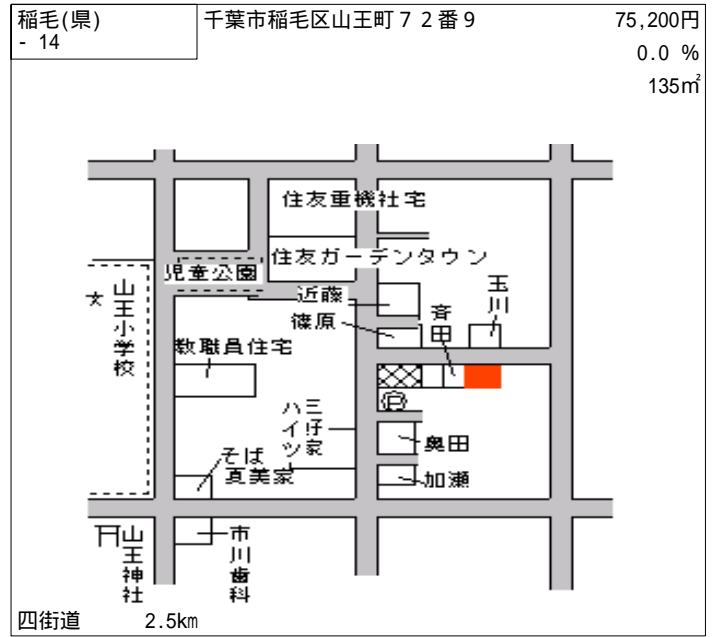 稲毛(県)
- 14
千葉市稲毛区山王町７２番９
75,200円
0.0 %
135㎡
住友重機社宅
住友ガーデンタウン
児童公園
近藤
玉川
斉田
篠原
山王小学校
文
教職員住宅
Ⓟ
ハイツ
三好家
奥田
そば
真美家
加瀬
山王神社
市川歯科
四街道
2.5km